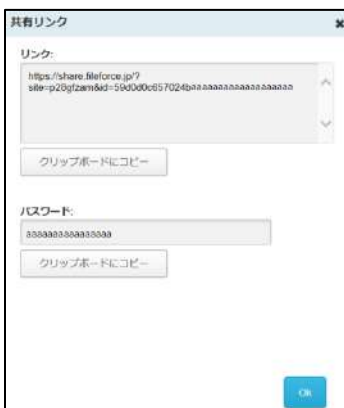 共有リンク
リンク:
https://share.fileforce.jp/?
site=p28gfzam&id=59d0d0c657024baaaaaaaaaaaaaaaaaaa
クリップボードにコピー
パスワード:
aaaaaaaaaaaaaaaa
クリップボードにコピー
Ok